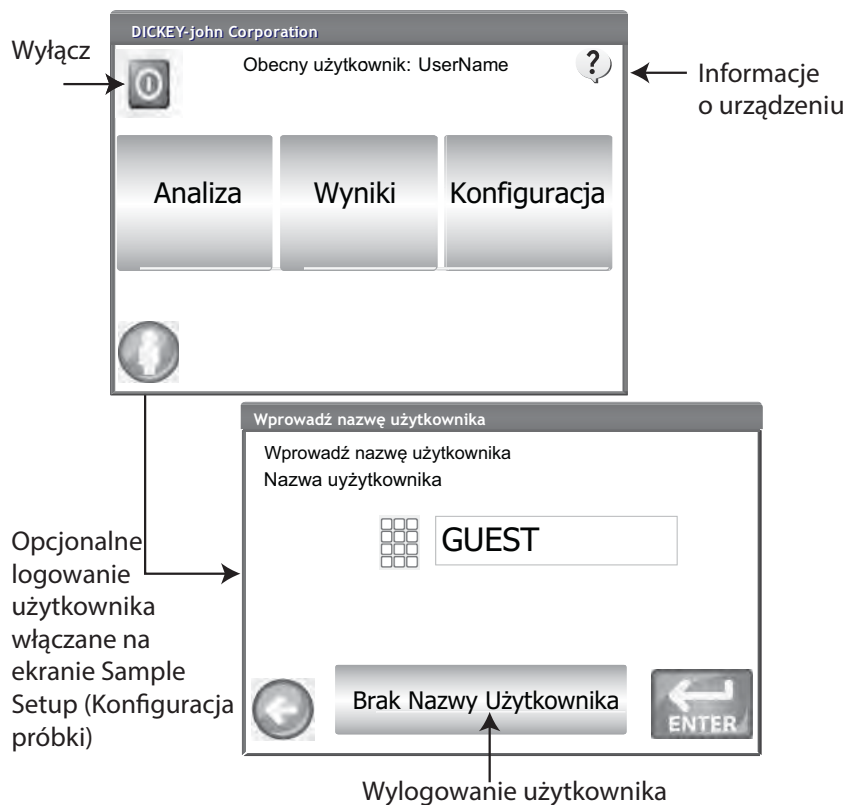 DICKEY-john Corporation
Wyłącz
Obecny użytkownik: UserName
?
Informacje
o urządzeniu
Analiza
Wyniki
Konfiguracja
Wprowadź nazwę użytkownika
Wprowadź nazwę użytkownika
Nazwa uyżytkownika
GUEST
Opcjonalne
logowanie
użytkownika
włączane na
ekranie Sample
Setup (Konfiguracja
próbki)
Brak Nazwy Użytkownika
ENTER
Wylogowanie użytkownika